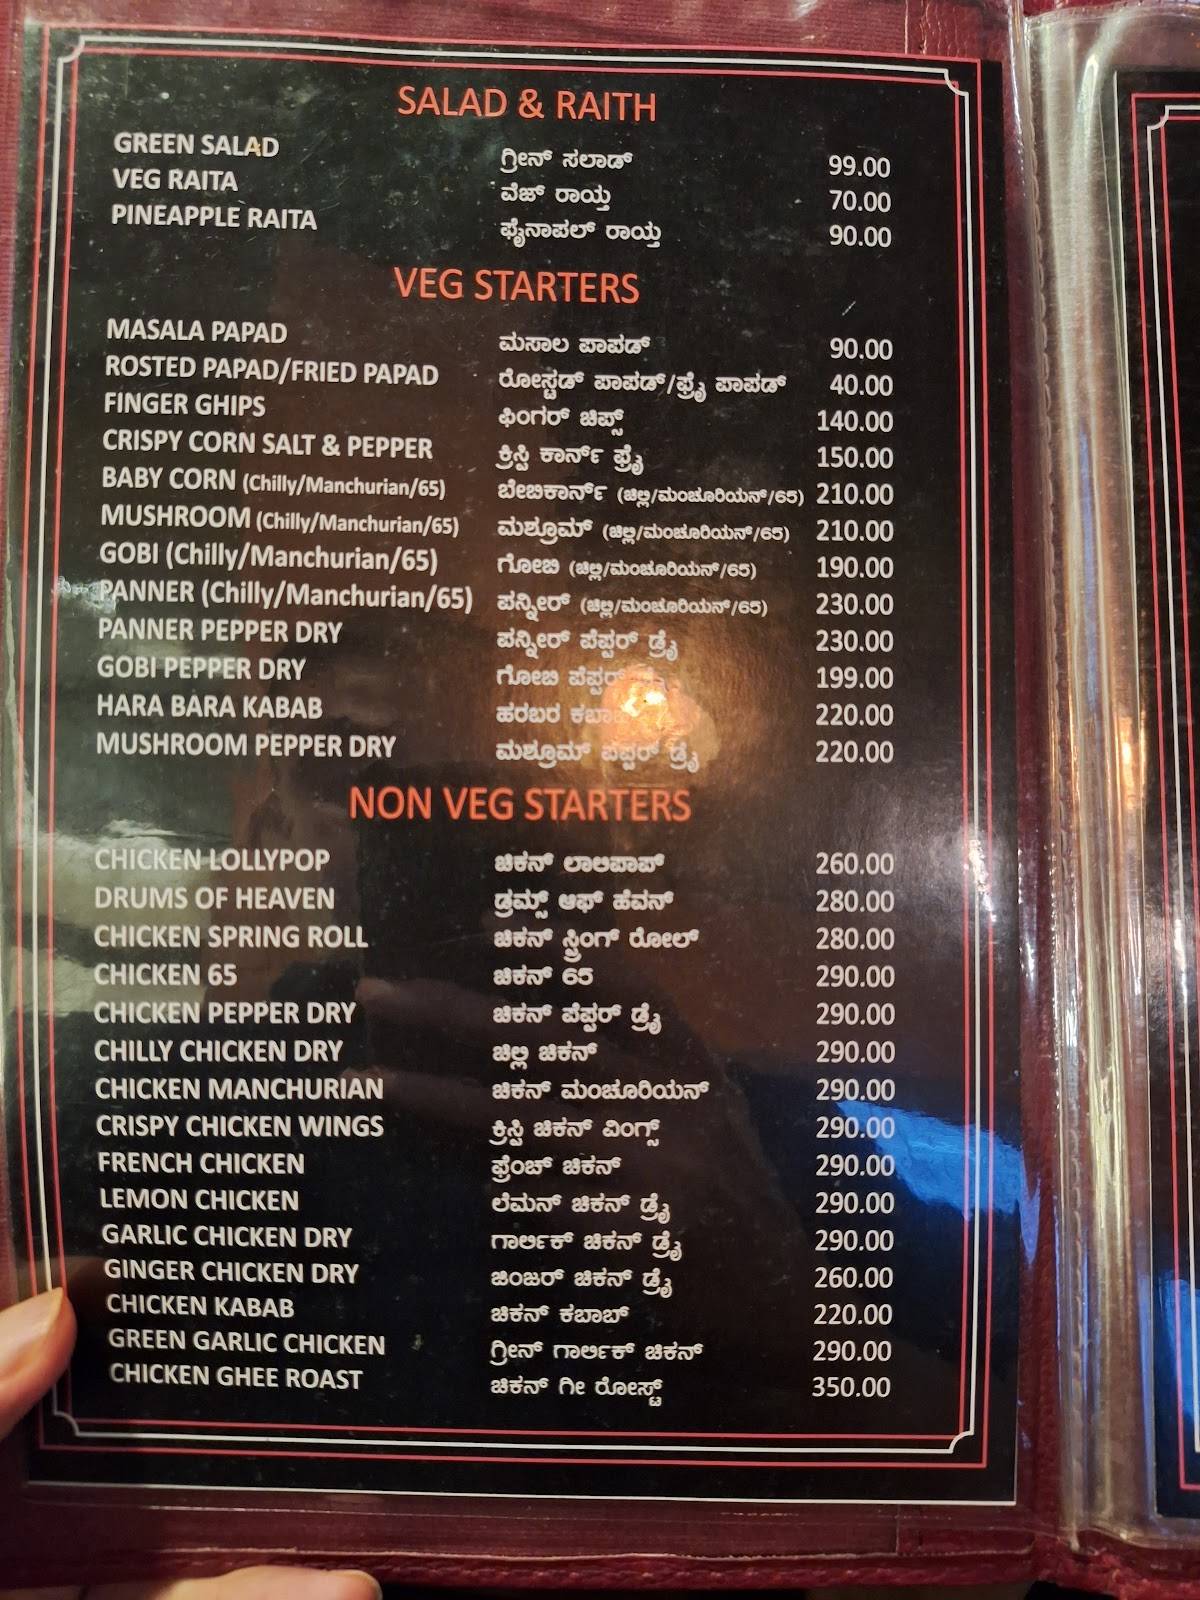 SALAD & RAITH
GREEN SALAD ಗ್ರೀನ್ ಸಲಾಡ್ 99.00
VEG RAITA ವೆಜ್ ರಾಯ್ತ 70.00
PINEAPPLE RAITA ಫೈನಾಪಲ್ ರಾಯ್ತ 90.00
VEG STARTERS
MASALA PAPAD ಮಸಾಲ ಪಾಪಡ್ 90.00
ROSTED PAPAD/FRIED PAPAD ರೋಸ್ಟಡ್ ಪಾಪಡ್/ಫ್ರೈ ಪಾಪಡ್ 40.00
FINGER GHIPS ಫಿಂಗರ್ ಚಿಪ್ಸ್ 140.00
CRISPY CORN SALT & PEPPER ಕ್ರಿಸ್ಪಿ ಕಾರ್ನ್ ಫ್ರೈ 150.00
BABY CORN (Chilly/Manchurian/65) ಬೇಬಿಕಾರ್ನ್ (ಚಿಲ್ಲಿ/ಮಂಚೂರಿಯನ್/65) 210.00
MUSHROOM (Chilly/Manchurian/65) ಮಶ್ರೂಮ್ (ಚಿಲ್ಲಿ/ಮಂಚೂರಿಯನ್/65) 210.00
GOBI (Chilly/Manchurian/65) ಗೋಬಿ (ಚಿಲ್ಲಿ/ಮಂಚೂರಿಯನ್/65) 190.00
PANNER (Chilly/Manchurian/65) ಪನ್ನೀರ್ (ಚಿಲ್ಲಿ/ಮಂಚೂರಿಯನ್/65) 230.00
PANNER PEPPER DRY ಪನ್ನೀರ್ ಪೆಪ್ಪರ್ ಡ್ರೈ 230.00
GOBI PEPPER DRY ಗೋಬಿ ಪೆಪ್ಪರ್ 199.00
HARA BARA KABAB ಹರಬರ 220.00
MUSHROOM PEPPER DRY ಮಶ್ರೂಮ್ ಪೆಪ್ಪರ್ ಡ್ರೈ 220.00
NON VEG STARTERS
CHICKEN LOLLYPOP ಚಿಕನ್ ಲಾಲಿಪಾಪ್ 260.00
DRUMS OF HEAVEN ಡ್ರಮ್ಸ್ ಆಫ್ ಹೆವನ್ 280.00
CHICKEN SPRING ROLL ಚಿಕನ್ ಸ್ಪ್ರಿಂಗ್ ರೋಲ್ 280.00
CHICKEN 65 ಚಿಕನ್ 65 290.00
CHICKEN PEPPER DRY ಚಿಕನ್ ಪೆಪ್ಪರ್ ಡ್ರೈ 290.00
CHILLY CHICKEN DRY ಚಿಲ್ಲಿ ಚಿಕನ್ 290.00
CHICKEN MANCHURIAN ಚಿಕನ್ ಮಂಚೂರಿಯನ್ 290.00
CRISPY CHICKEN WINGS ಕ್ರಿಸ್ಪಿ ಚಿಕನ್ ವಿಂಗ್ಸ್ 290.00
FRENCH CHICKEN ಫ್ರೆಂಚ್ ಚಿಕನ್ 290.00
LEMON CHICKEN ಲೆಮನ್ ಚಿಕನ್ ಡ್ರೈ 290.00
GARLIC CHICKEN DRY ಗಾರ್ಲಿಕ್ ಚಿಕನ್ ಡ್ರೈ 290.00
GINGER CHICKEN DRY ಜಿಂಜರ್ ಚಿಕನ್ ಡ್ರೈ 260.00
CHICKEN KABAB ಚಿಕನ್ ಕಬಾಬ್ 220.00
GREEN GARLIC CHICKEN ಗ್ರೀನ್ ಗಾರ್ಲಿಕ್ ಚಿಕನ್ 290.00
CHICKEN GHEE ROAST ಚಿಕನ್ ಗೀ ರೋಸ್ಟ್ 350.00